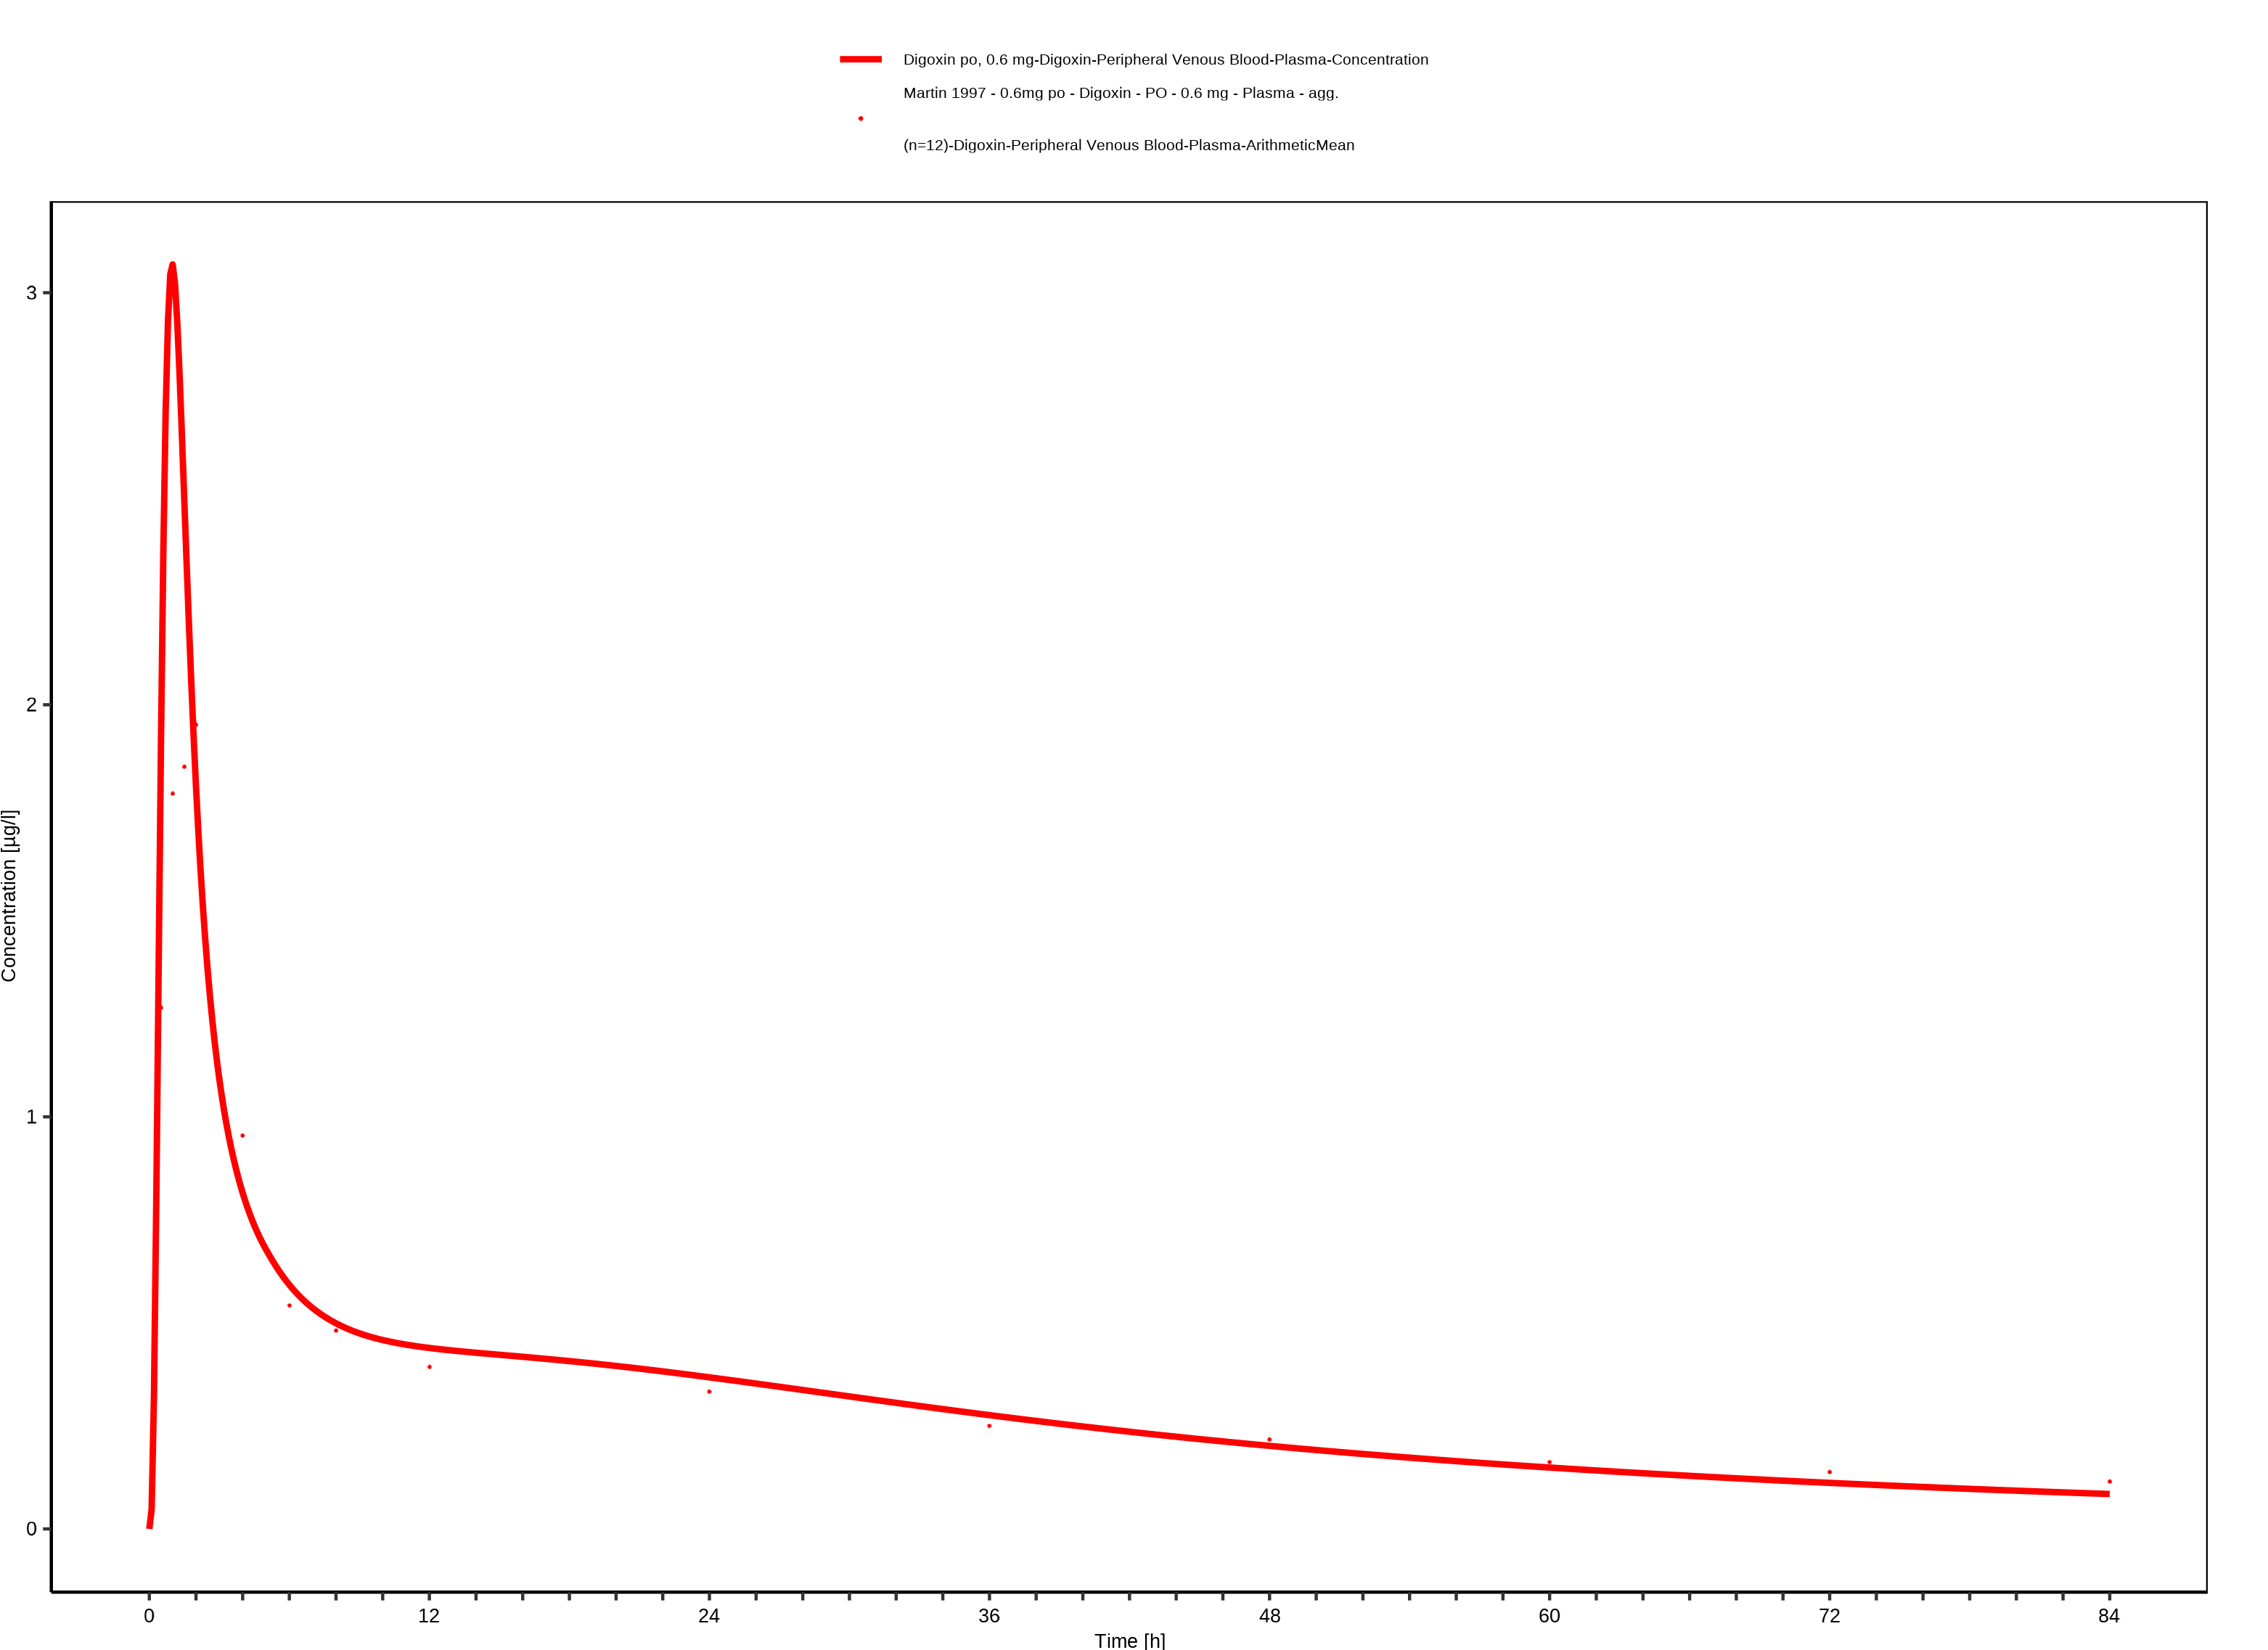 Digoxin po, 0.6 mg-Digoxin-Peripheral Venous Blood-Plasma-Concentration
Martin 1997 - 0.6mg po - Digoxin - PO - 0.6 mg - Plasma - agg.
(n=12)-Digoxin-Peripheral Venous Blood-Plasma-ArithmeticMean
3
2
1
0
Concentration [µg/l]
0 12 24 36 48 60 72 84
Time [h]